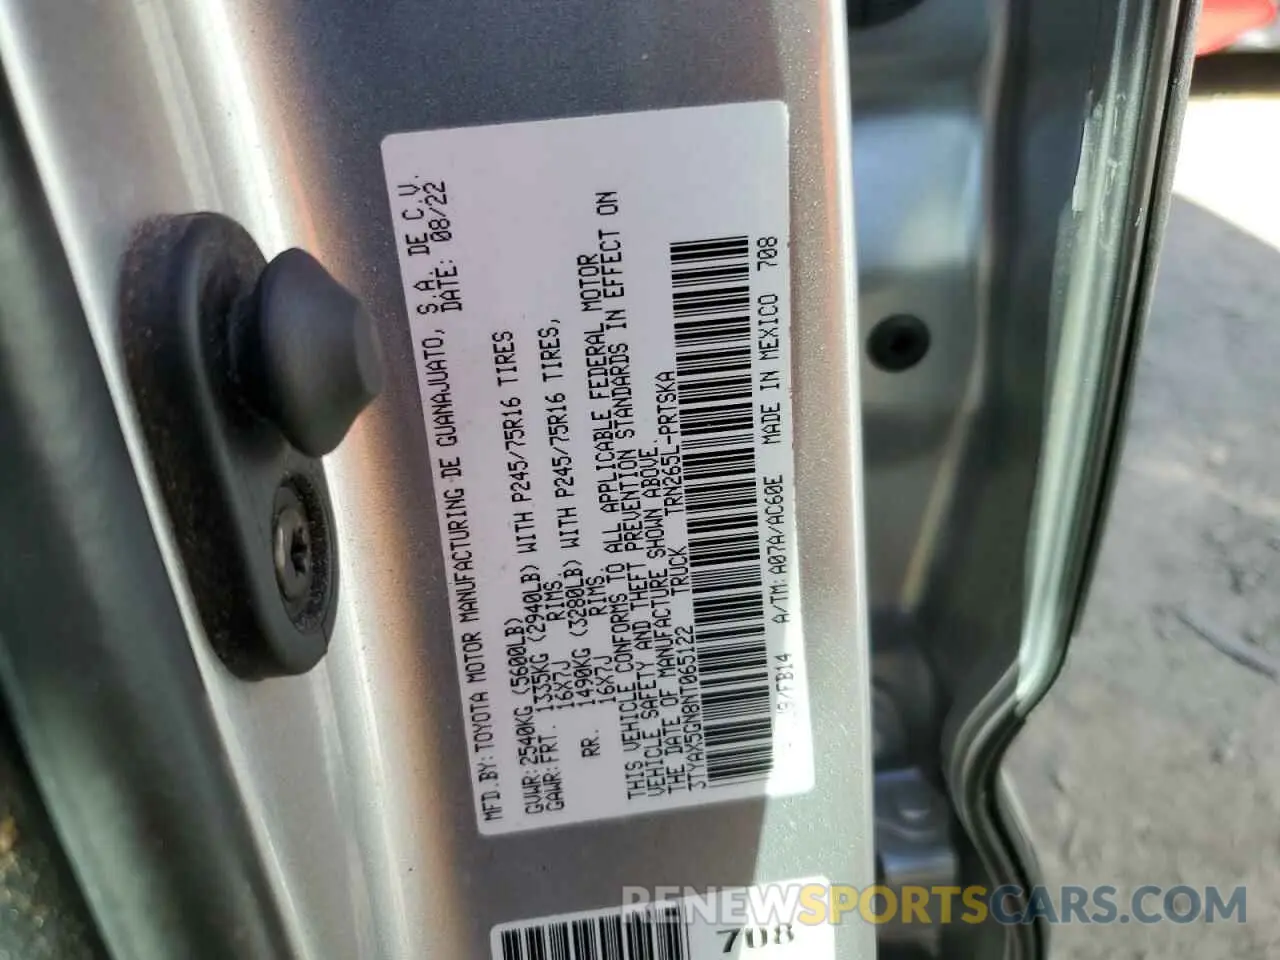 MFD.BY:TOYOTA MOTOR MANUFACTURING DE GUANAJUATO, S.A. DE C.V.
DATE: 08/22
GVWR:2540KG (5600LB)
GAWR:FRT. 1335KG (2940LB) WITH P245/75R16 TIRES
16X7J RIMS
RR. 1490KG (3280LB) WITH P245/75R16 TIRES,
16X7J RIMS
THIS VEHICLE CONFORMS TO ALL APPLICABLE FEDERAL MOTOR
VEHICLE SAFETY AND THEFT PREVENTION STANDARDS IN EFFECT ON
THE DATE OF MANUFACTURE SHOWN ABOVE.
3TYAX5GN8NT065122 TRUCK TRN265L-PRTSKA
/FB14 A/TM:A07A/AC60E MADE IN MEXICO 708
708
RENEWSPORTSCARS.COM